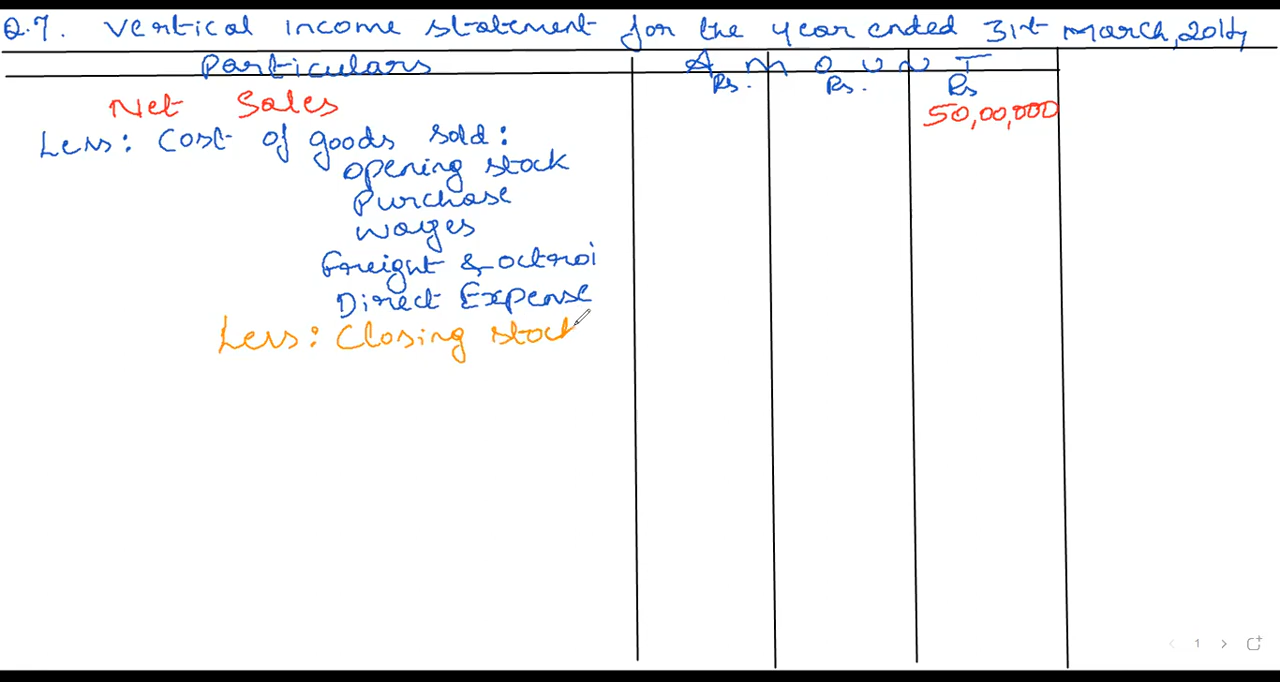 Q.7. Vertical income statement for the year ended 31st March, 2014
Particulars A M O U N T
Rs. Rs. Rs
Net Sales 50,00,000
Less: Cost of goods sold:
Opening stock
Purchase
Wages
Freight & octroi
Direct Expense
Less: Closing stock
1